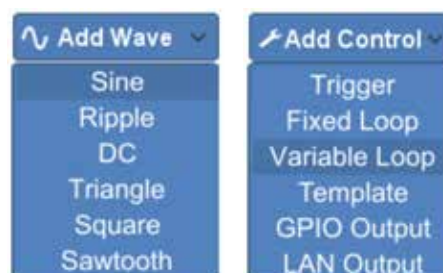 Add Wave
Sine
Ripple
DC
Triangle
Square
Sawtooth
Add Control
Trigger
Fixed Loop
Variable Loop
Template
GPIO Output
LAN Output